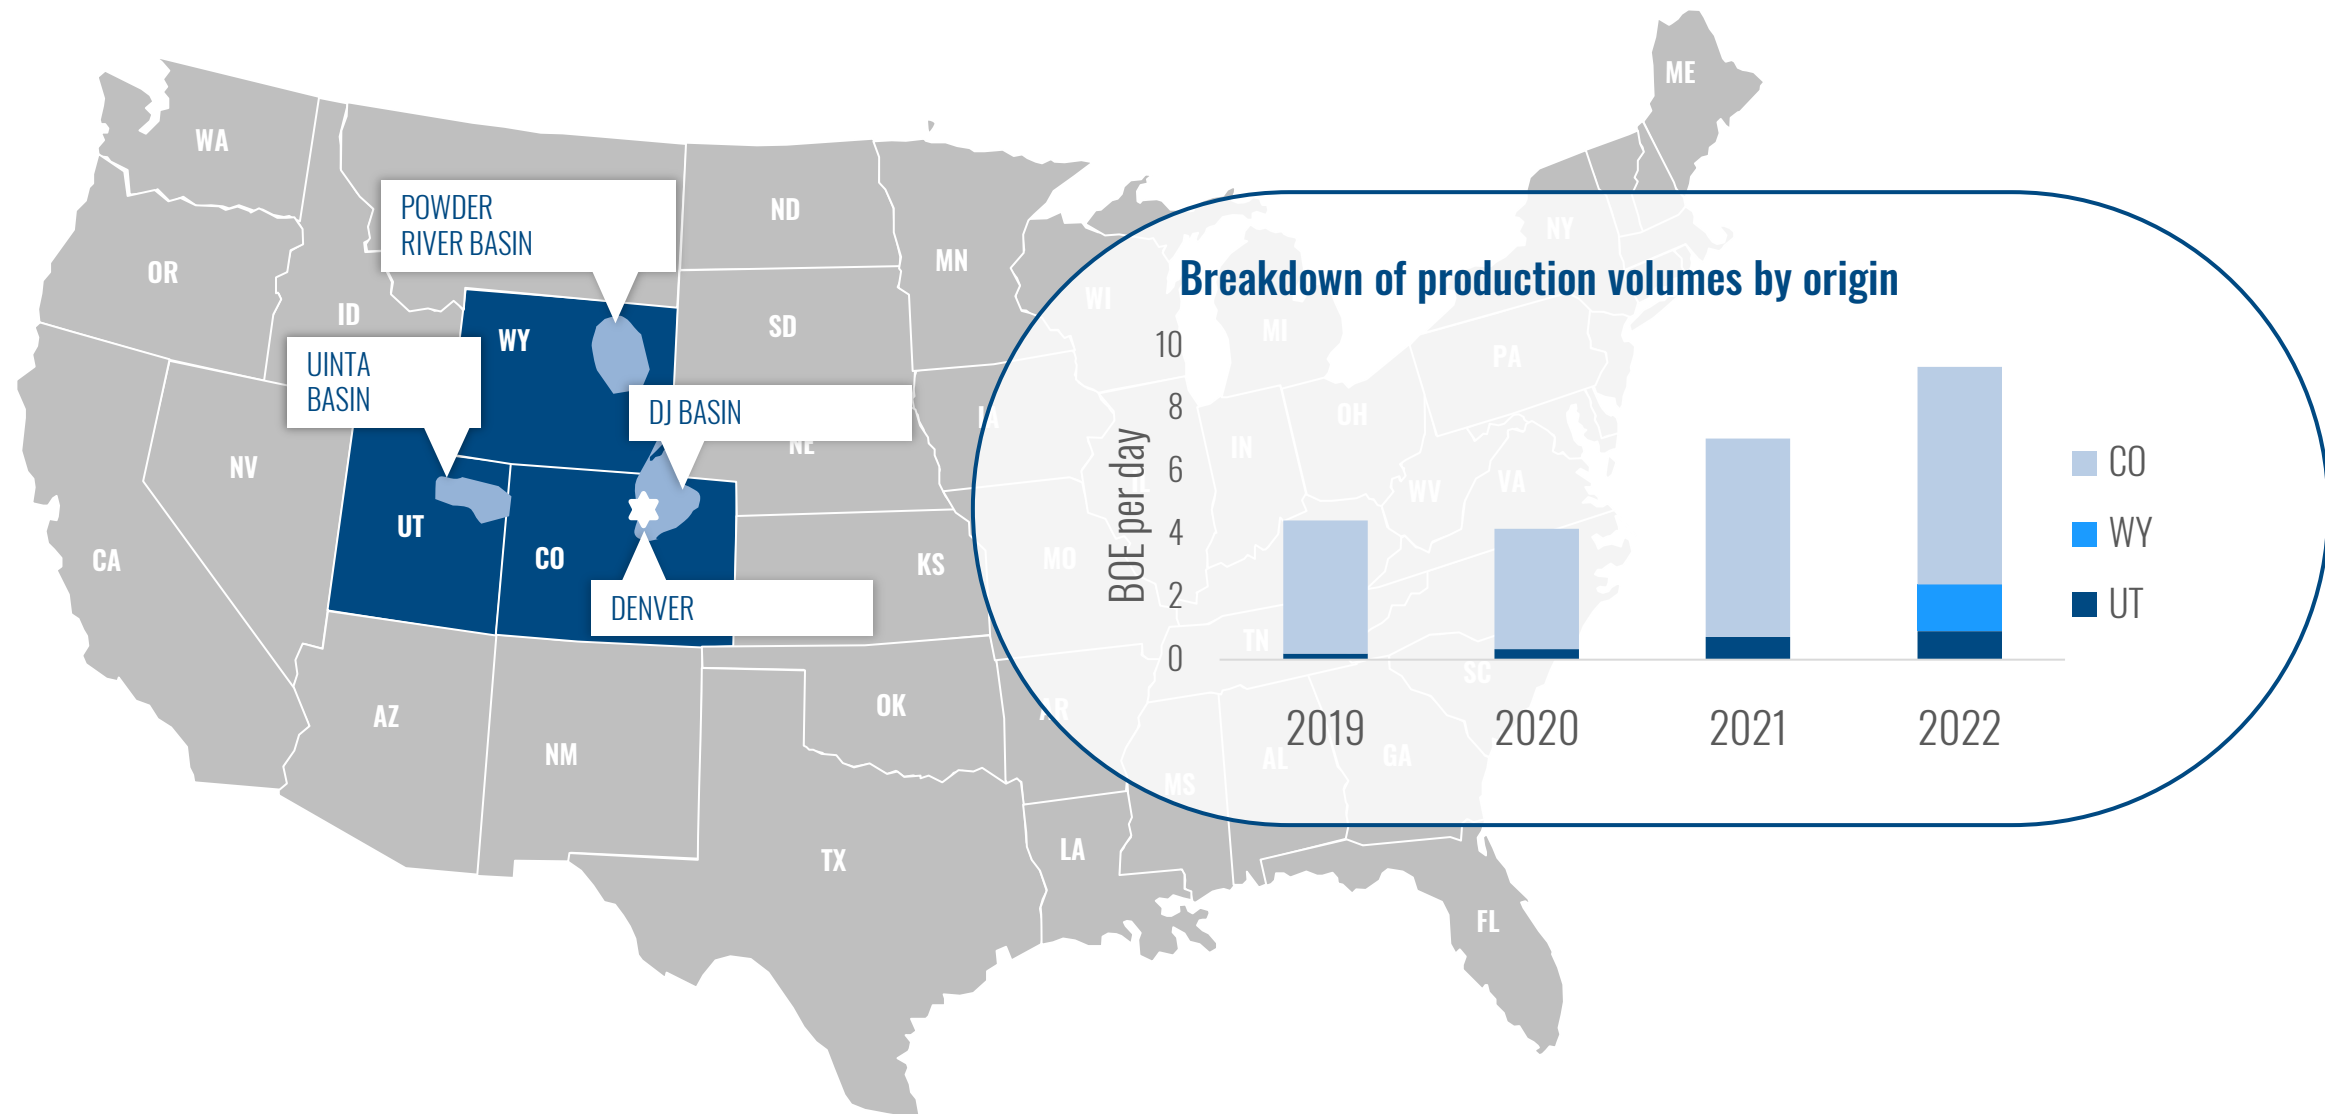 ME
WA
POWDER
RIVER BASIN
ND
MN
NY
OR
ID
WI
Breakdown of production volumes by origin
WY
SD
MI
PA
UINTA
BASIN
DJ BASIN
NE
IA
OH
IN
IL
WV
VA
NV
UT
CO
CA
KS
MO
DENVER
TN
SC
AZ
NM
OK
AR
MS
AL
GA
TX
LA
FL
BOE per day
10
8
6
4
2
0
2019
2020
2021
2022
CO
WY
UT